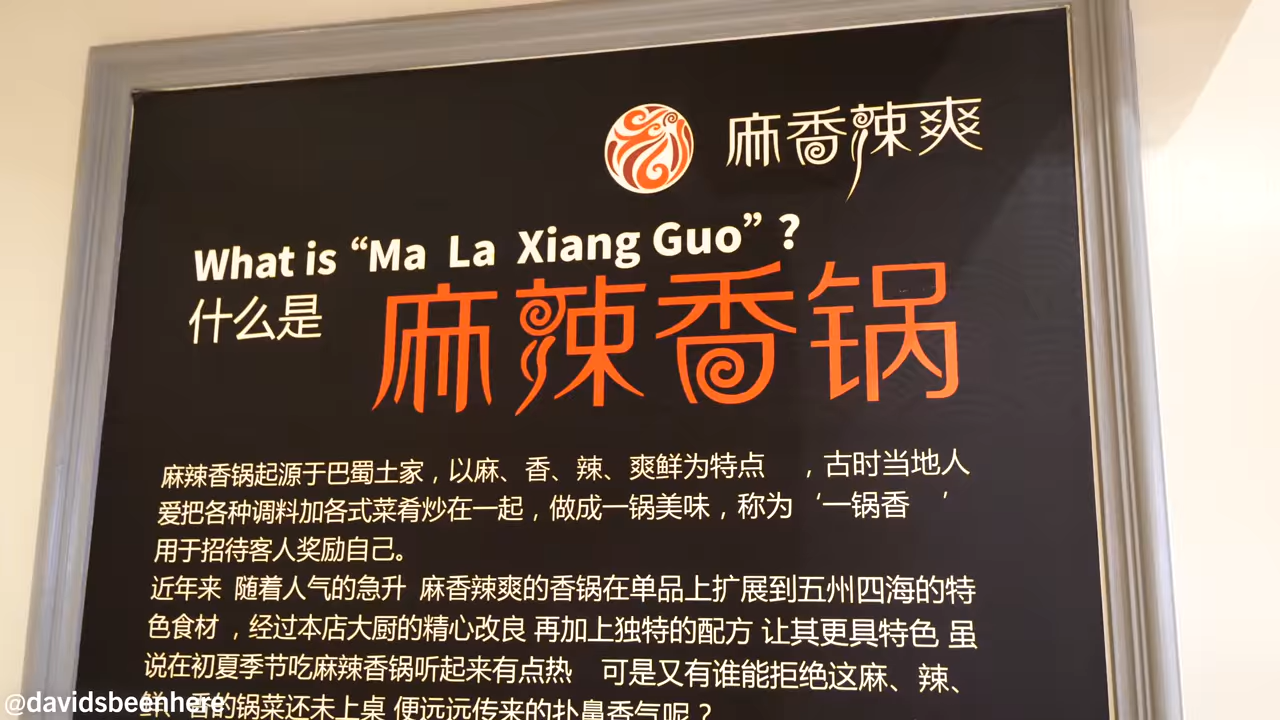 麻香辣爽
What is “Ma La Xiang Guo”?
什么是 麻辣香锅
麻辣香锅起源于巴蜀土家，以麻、香、辣、爽鲜为特点 ，古时当地人
爱把各种调料加各式菜肴炒在一起，做成一锅美味，称为 ‘一锅香 ’
用于招待客人奖励自己。
近年来 随着人气的急升 麻香辣爽的香锅在单品上扩展到五州四海的特
色食材 ，经过本店大厨的精心改良 再加上独特的配方 让其更具特色 虽
说在初夏季节吃麻辣香锅听起来有点热 可是又有谁能拒绝这麻、辣、
鲜、香的锅菜还未上桌 便远远传来的扑鼻香气呢？
@davidsbeenhere